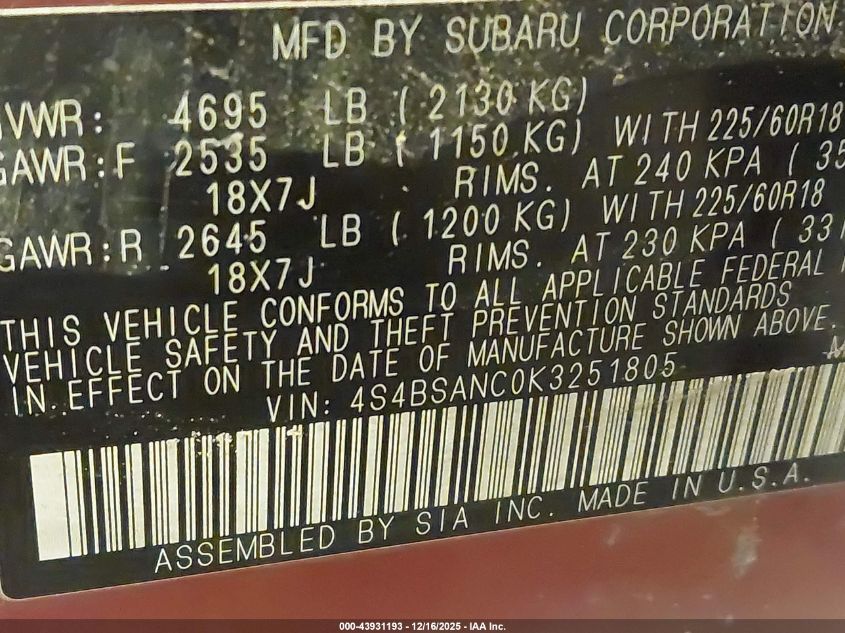 MFD BY SUBARU CORPORATION
VWR: 4695 LB ( 2130 KG)
GAWR:F 2535 LB ( 1150 KG) WITH 225/60R18
18X7J RIMS. AT 240 KPA ( 35
GAWR:R 2645 LB ( 1200 KG) WITH 225/60R18
18X7J RIMS. AT 230 KPA ( 33
THIS VEHICLE CONFORMS TO ALL APPLICABLE FEDERAL
VEHICLE SAFETY AND THEFT PREVENTION STANDARDS
IN EFFECT ON THE DATE OF MANUFACTURE SHOWN ABOVE.
VIN: 4S4BSANC0K3251805
ASSEMBLED BY SIA INC. MADE IN U.S.A.
000-43931193 - 12/16/2025 - IAA Inc.